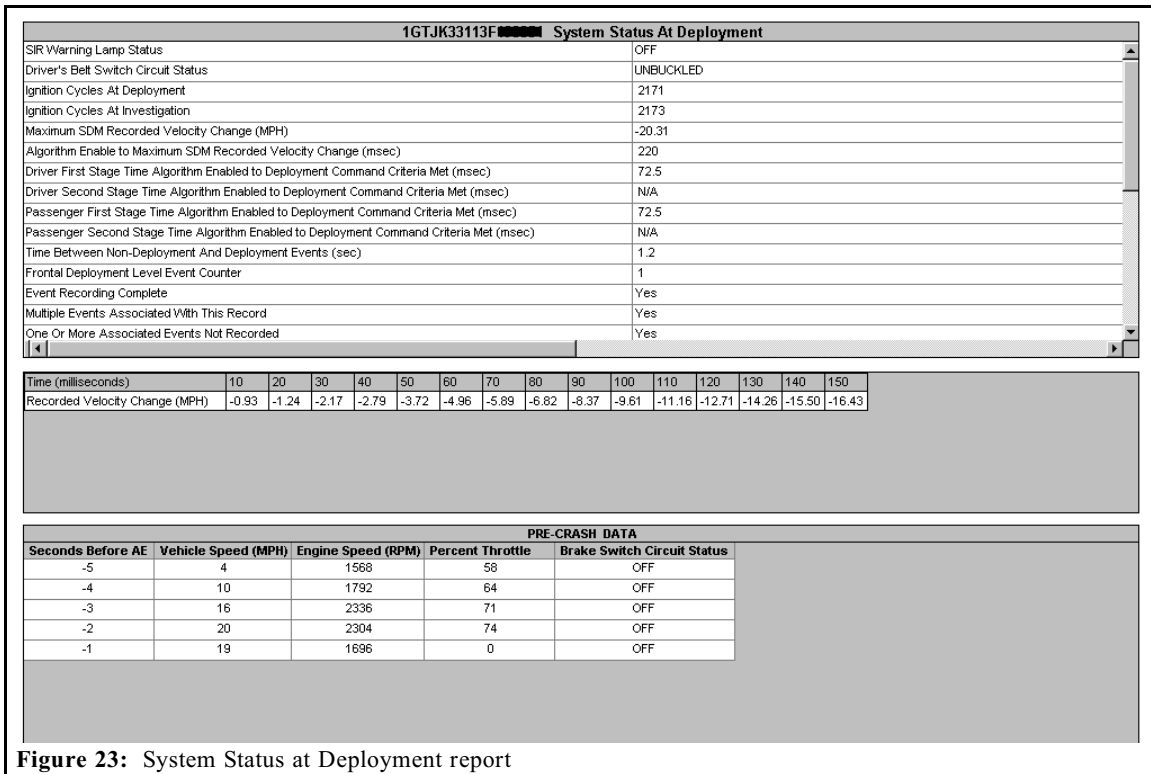 1GTJK33113F System Status At Deployment
SIR Warning Lamp Status OFF
Driver's Belt Switch Circuit Status UNBUCKLED
Ignition Cycles At Deployment 2171
Ignition Cycles At Investigation 2173
Maximum SDM Recorded Velocity Change (MPH) -20.31
Algorithm Enable to Maximum SDM Recorded Velocity Change (msec) 220
Driver First Stage Time Algorithm Enabled to Deployment Command Criteria Met (msec) 72.5
Driver Second Stage Time Algorithm Enabled to Deployment Command Criteria Met (msec) N/A
Passenger First Stage Time Algorithm Enabled to Deployment Command Criteria Met (msec) 72.5
Passenger Second Stage Time Algorithm Enabled to Deployment Command Criteria Met (msec) N/A
Time Between Non-Deployment And Deployment Events (sec) 1.2
Frontal Deployment Level Event Counter 1
Event Recording Complete Yes
Multiple Events Associated With This Record Yes
One Or More Associated Events Not Recorded Yes
Time (milliseconds) 10 20 30 40 50 60 70 80 90 100 110 120 130 140 150
Recorded Velocity Change (MPH) -0.93 -1.24 -2.17 -2.79 -3.72 -4.96 -5.89 -6.82 -8.37 -9.61 -11.16 -12.71 -14.26 -15.50 -16.43
PRE-CRASH DATA
Seconds Before AE Vehicle Speed (MPH) Engine Speed (RPM) Percent Throttle Brake Switch Circuit Status
-5 4 1568 58 OFF
-4 10 1792 64 OFF
-3 16 2336 71 OFF
-2 20 2304 74 OFF
-1 19 1696 0 OFF
Figure 23: System Status at Deployment report